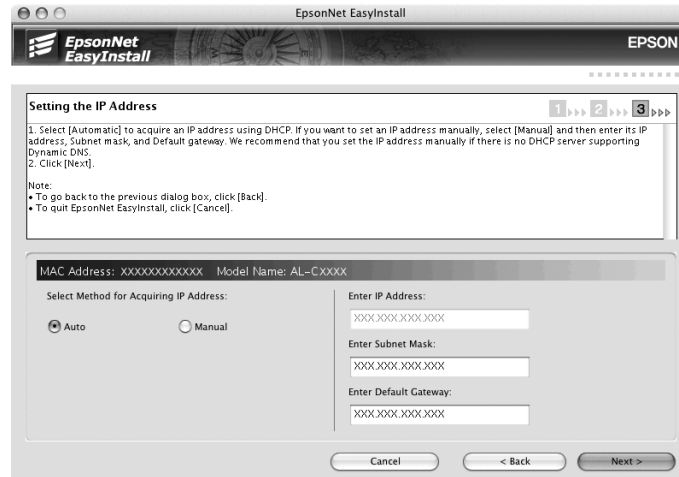 EpsonNet EasyInstall
EpsonNet
EasyInstall
EPSON
Setting the IP Address
1 2 3
1. Select [Automatic] to acquire an IP address using DHCP. If you want to set an IP address manually, select [Manual] and then enter its IP
address, Subnet mask, and Default gateway. We recommend that you set the IP address manually if there is no DHCP server supporting
Dynamic DNS.
2. Click [Next].
Note:
• To go back to the previous dialog box, click [Back].
• To quit EpsonNet EasyInstall, click [Cancel].
MAC Address: XXXXXXXXXXXX Model Name: AL-CXXXX
Select Method for Acquiring IP Address:
Auto
Manual
Enter IP Address:
XXX.XXX.XXX.XXX
Enter Subnet Mask:
XXX.XXX.XXX.XXX
Enter Default Gateway:
XXX.XXX.XXX.XXX
Cancel
< Back
Next >